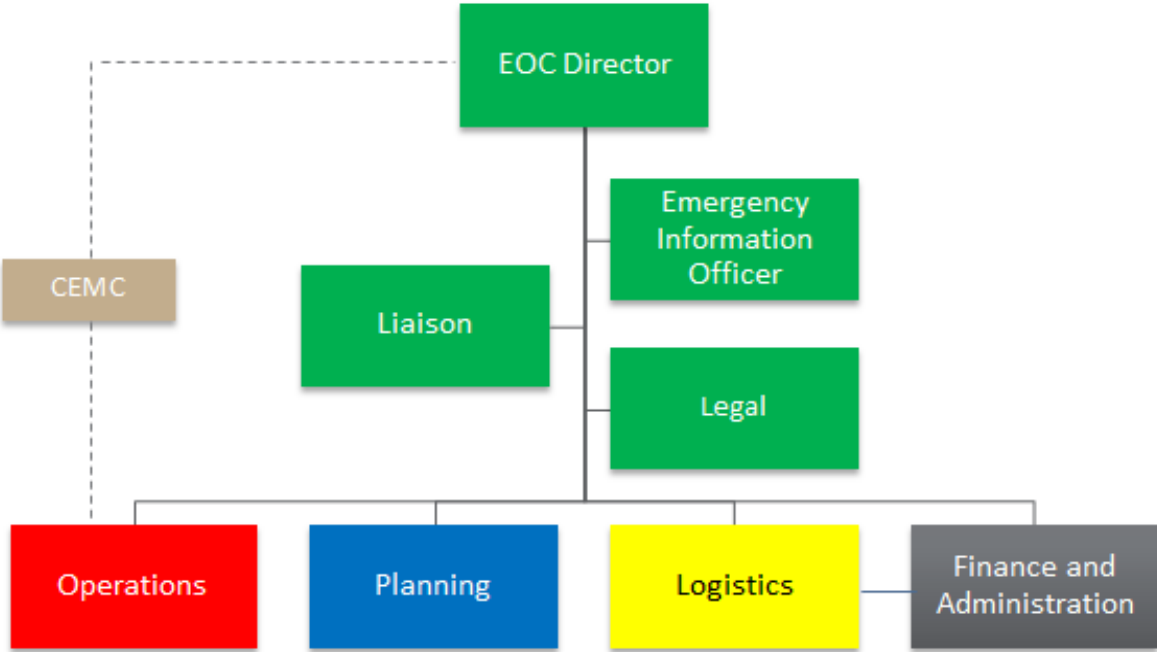 EOC Director
Emergency
Information
Officer
CEMC
Liaison
Legal
Operations
Planning
Logistics
Finance and
Administration